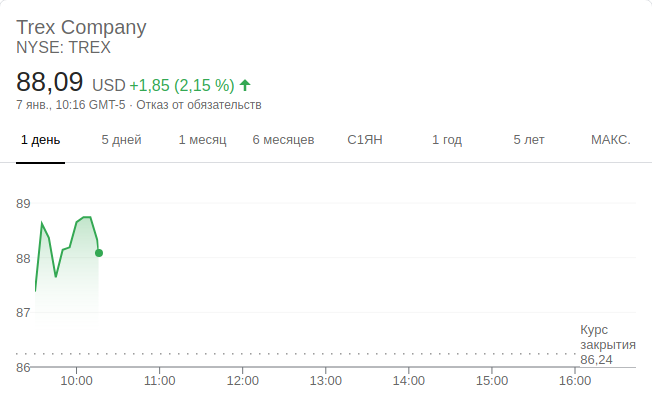 Trex Company
NYSE: TREX
88,09 USD +1,85 (2,15 %)
7 янв., 10:16 GMT-5 · Отказ от обязательств
1 день 5 дней 1 месяц 6 месяцев С1ЯН 1 год 5 лет МАКС.
89
88
87
Курс
закрытия
86,24
86
10:00 11:00 12:00 13:00 14:00 15:00 16:00